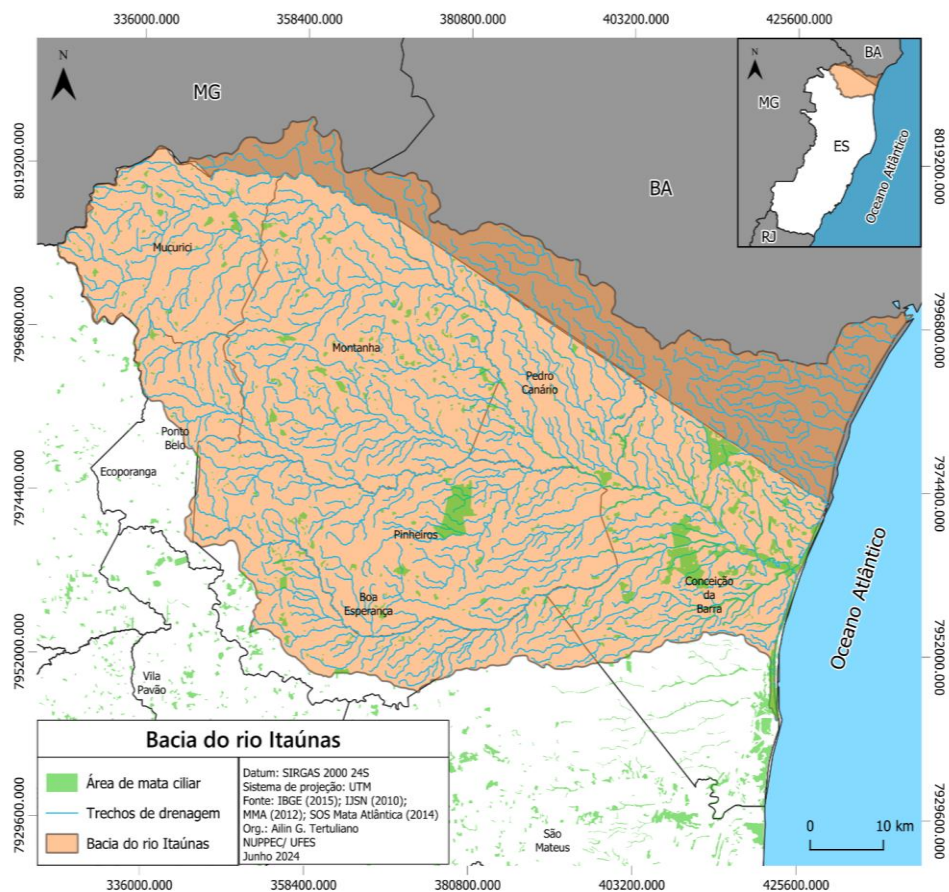 336000.000 358400.000 380800.000 403200.000 425600.000
N
MG
BA
8019200.000
7996800.000
7974400.000
7952000.000
7929600.000
N
BA
MG
ES
RJ
Oceano Atlântico
8019200.000
7996800.000
7974400.000
7952000.000
7929600.000
Mucurici
Montanha
Pedro
Canário
Ponto
Belo
Ecoporanga
Pinheiros
Boa
Esperança
Conceição
da
Barra
Oceano Atlântico
Vila
Pavão
São
Mateus
Bacia do rio Itaúnas
Área de mata ciliar
Trechos de drenagem
Bacia do rio Itaúnas
Datum: SIRGAS 2000 24S
Sistema de projeção: UTM
Fonte: IBGE (2015); IJSN (2010);
MMA (2012); SOS Mata Atlântica (2014)
Org.: Ailin G. Tertuliano
NUPPEC/ UFES
Junho 2024
0 10 km
336000.000 358400.000 380800.000 403200.000 425600.000